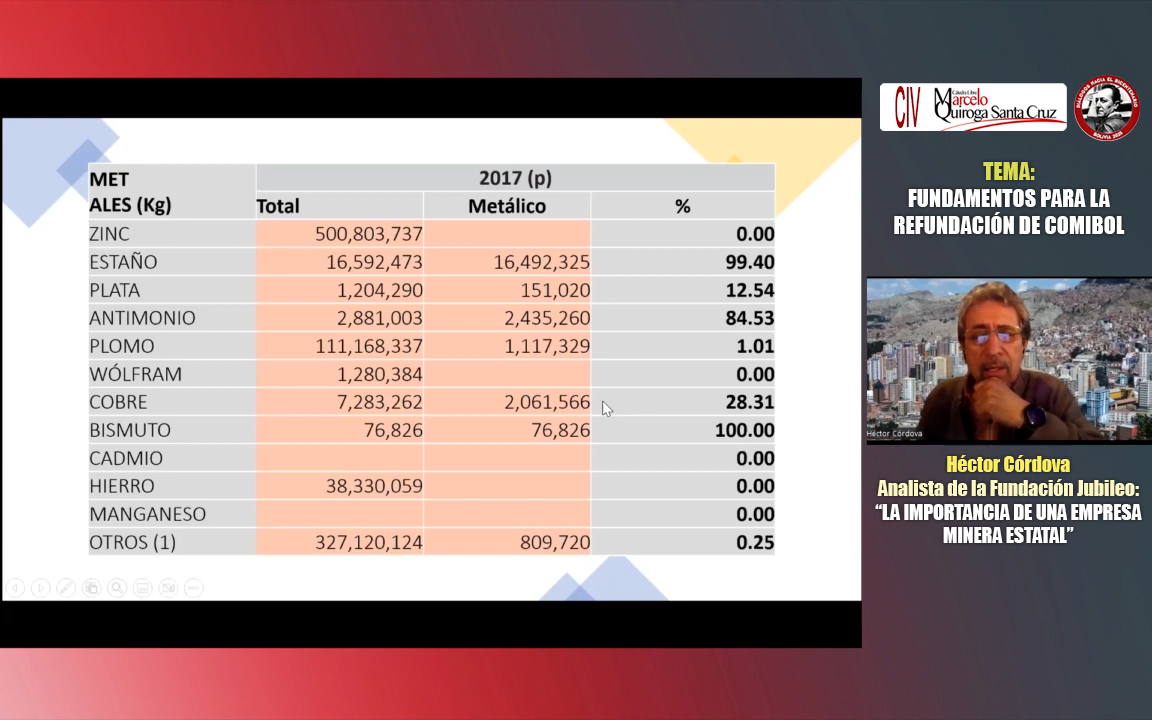 MET
ALES (Kg)
2017 (p)
Total Metálico %
ZINC 500,803,737 0.00
ESTAÑO 16,592,473 16,492,325 99.40
PLATA 1,204,290 151,020 12.54
ANTIMONIO 2,881,003 2,435,260 84.53
PLOMO 111,168,337 1,117,329 1.01
WÓLFRAM 1,280,384 0.00
COBRE 7,283,262 2,061,566 28.31
BISMUTO 76,826 76,826 100.00
CADMIO 0.00
HIERRO 38,330,059 0.00
MANGANESO 0.00
OTROS (1) 327,120,124 809,720 0.25
CIV
Cátedra Libre
Marcelo
Quiroga Santa Cruz
DIÁLOGOS HACIA EL BICENTENARIO
TEMA:
FUNDAMENTOS PARA LA
REFUNDACIÓN DE COMIBOL
Héctor Córdova
Héctor Córdova
Analista de la Fundación Jubileo:
“LA IMPORTANCIA DE UNA EMPRESA
MINERA ESTATAL”